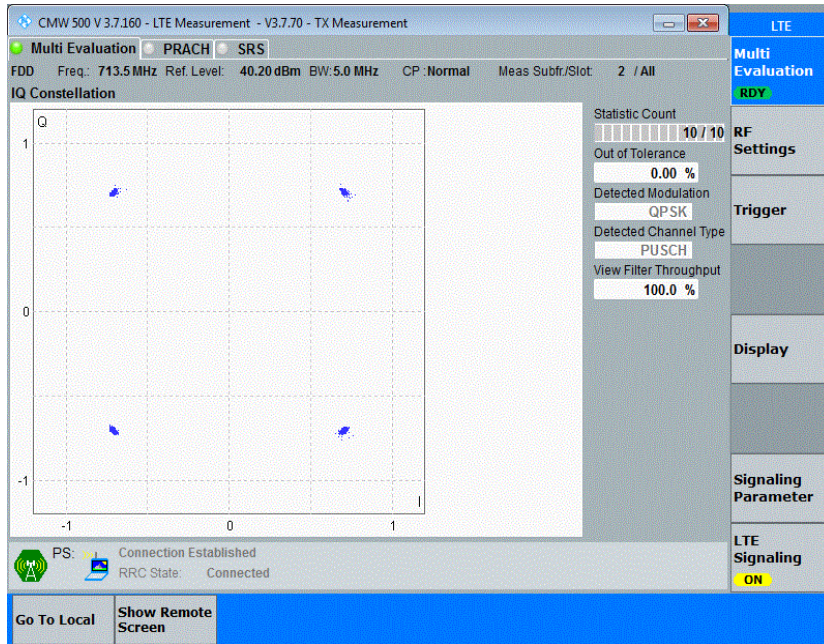 CMW 500 V 3.7.160 - LTE Measurement - V3.7.70 - TX Measurement
LTE
Multi Evaluation PRACH SRS
Multi
Evaluation
RDY
FDD Freq.: 713.5 MHz Ref. Level: 40.20 dBm BW: 5.0 MHz CP : Normal Meas Subfr./Slot: 2 / All
IQ Constellation
Q
1
0
-1
-1 0 1
I
Statistic Count
10 / 10
Out of Tolerance
0.00 %
Detected Modulation
QPSK
Detected Channel Type
PUSCH
View Filter Throughput
100.0 %
RF
Settings
Trigger
Display
Signaling
Parameter
LTE
Signaling
ON
PS: Connection Established
RRC State: Connected
Go To Local
Show Remote
Screen